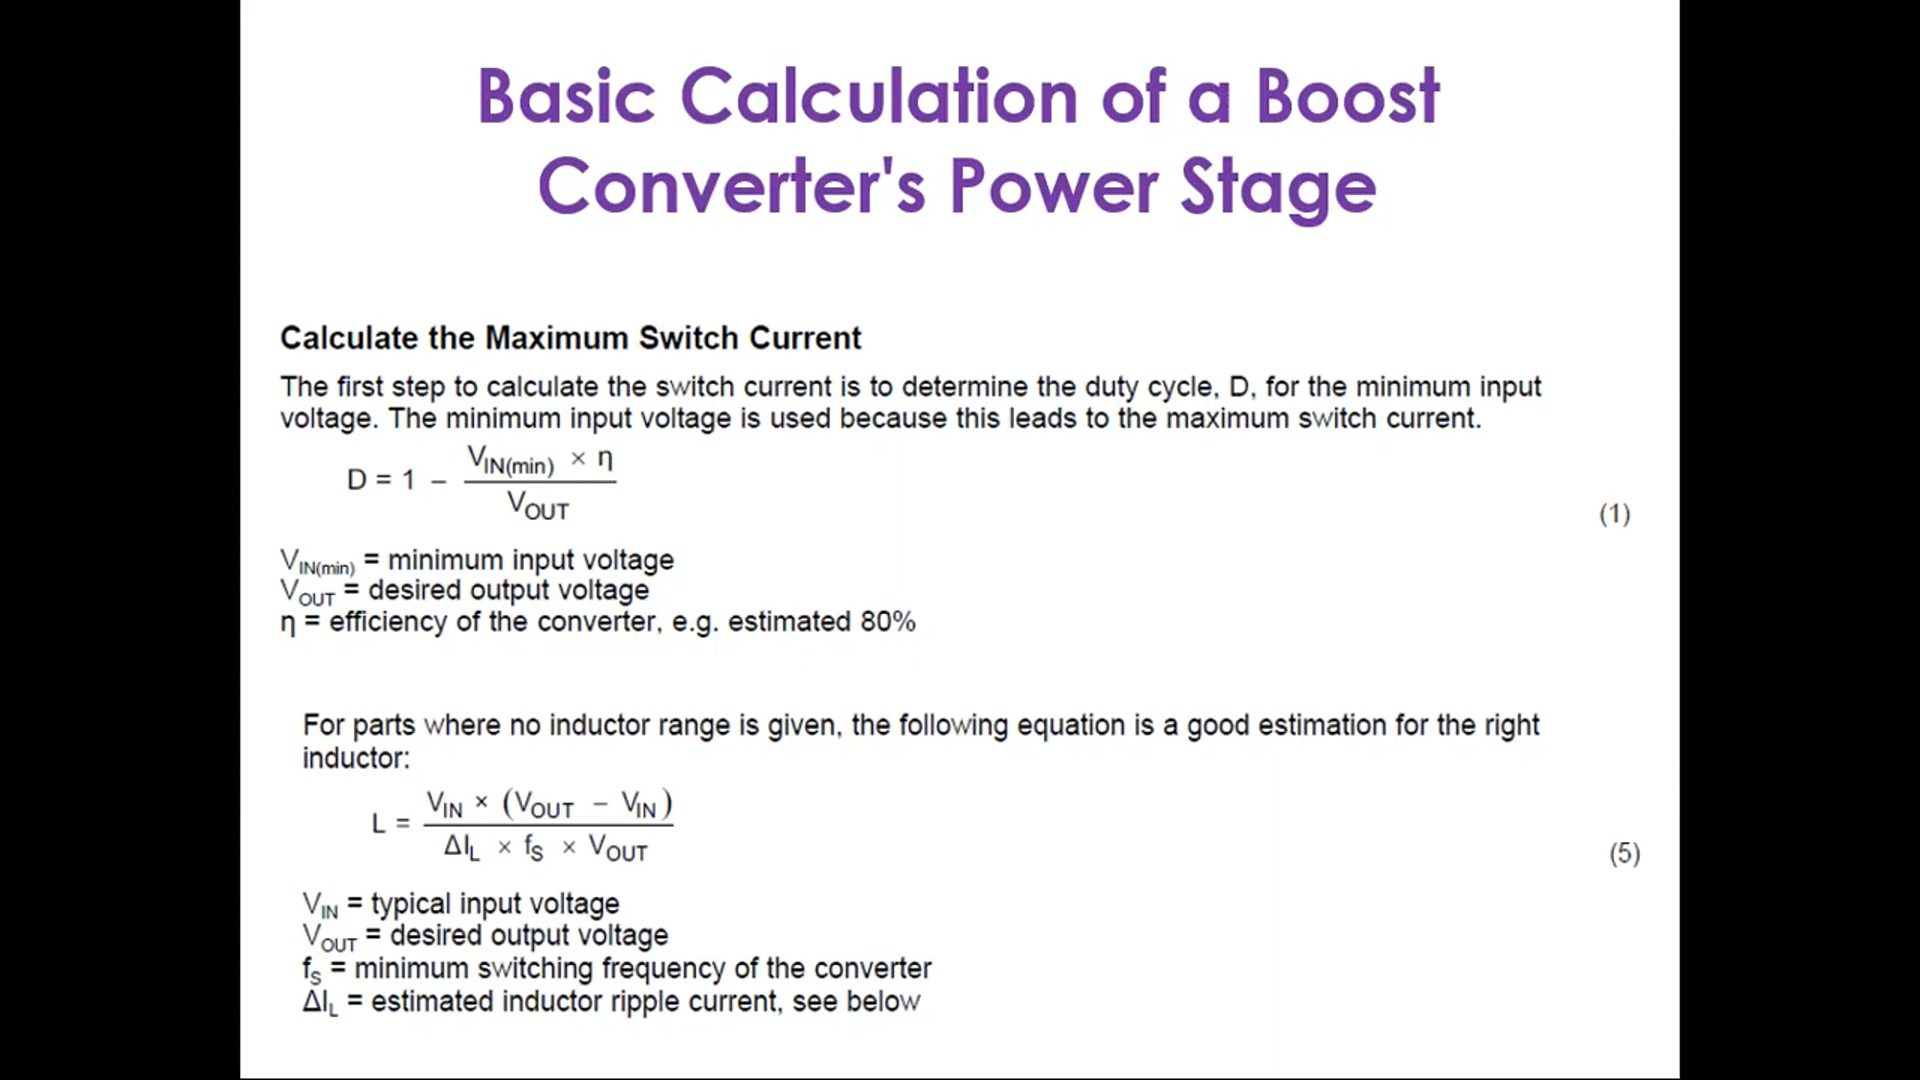 Basic Calculation of a Boost
Converter's Power Stage
Calculate the Maximum Switch Current
The first step to calculate the switch current is to determine the duty cycle, D, for the minimum input
voltage. The minimum input voltage is used because this leads to the maximum switch current.
D = 1 − (V_IN(min) × η) / V_OUT (1)
V_IN(min) = minimum input voltage
V_OUT = desired output voltage
η = efficiency of the converter, e.g. estimated 80%
For parts where no inductor range is given, the following equation is a good estimation for the right
inductor:
L = (V_IN × (V_OUT − V_IN)) / (ΔI_L × f_S × V_OUT) (5)
V_IN = typical input voltage
V_OUT = desired output voltage
f_S = minimum switching frequency of the converter
ΔI_L = estimated inductor ripple current, see below